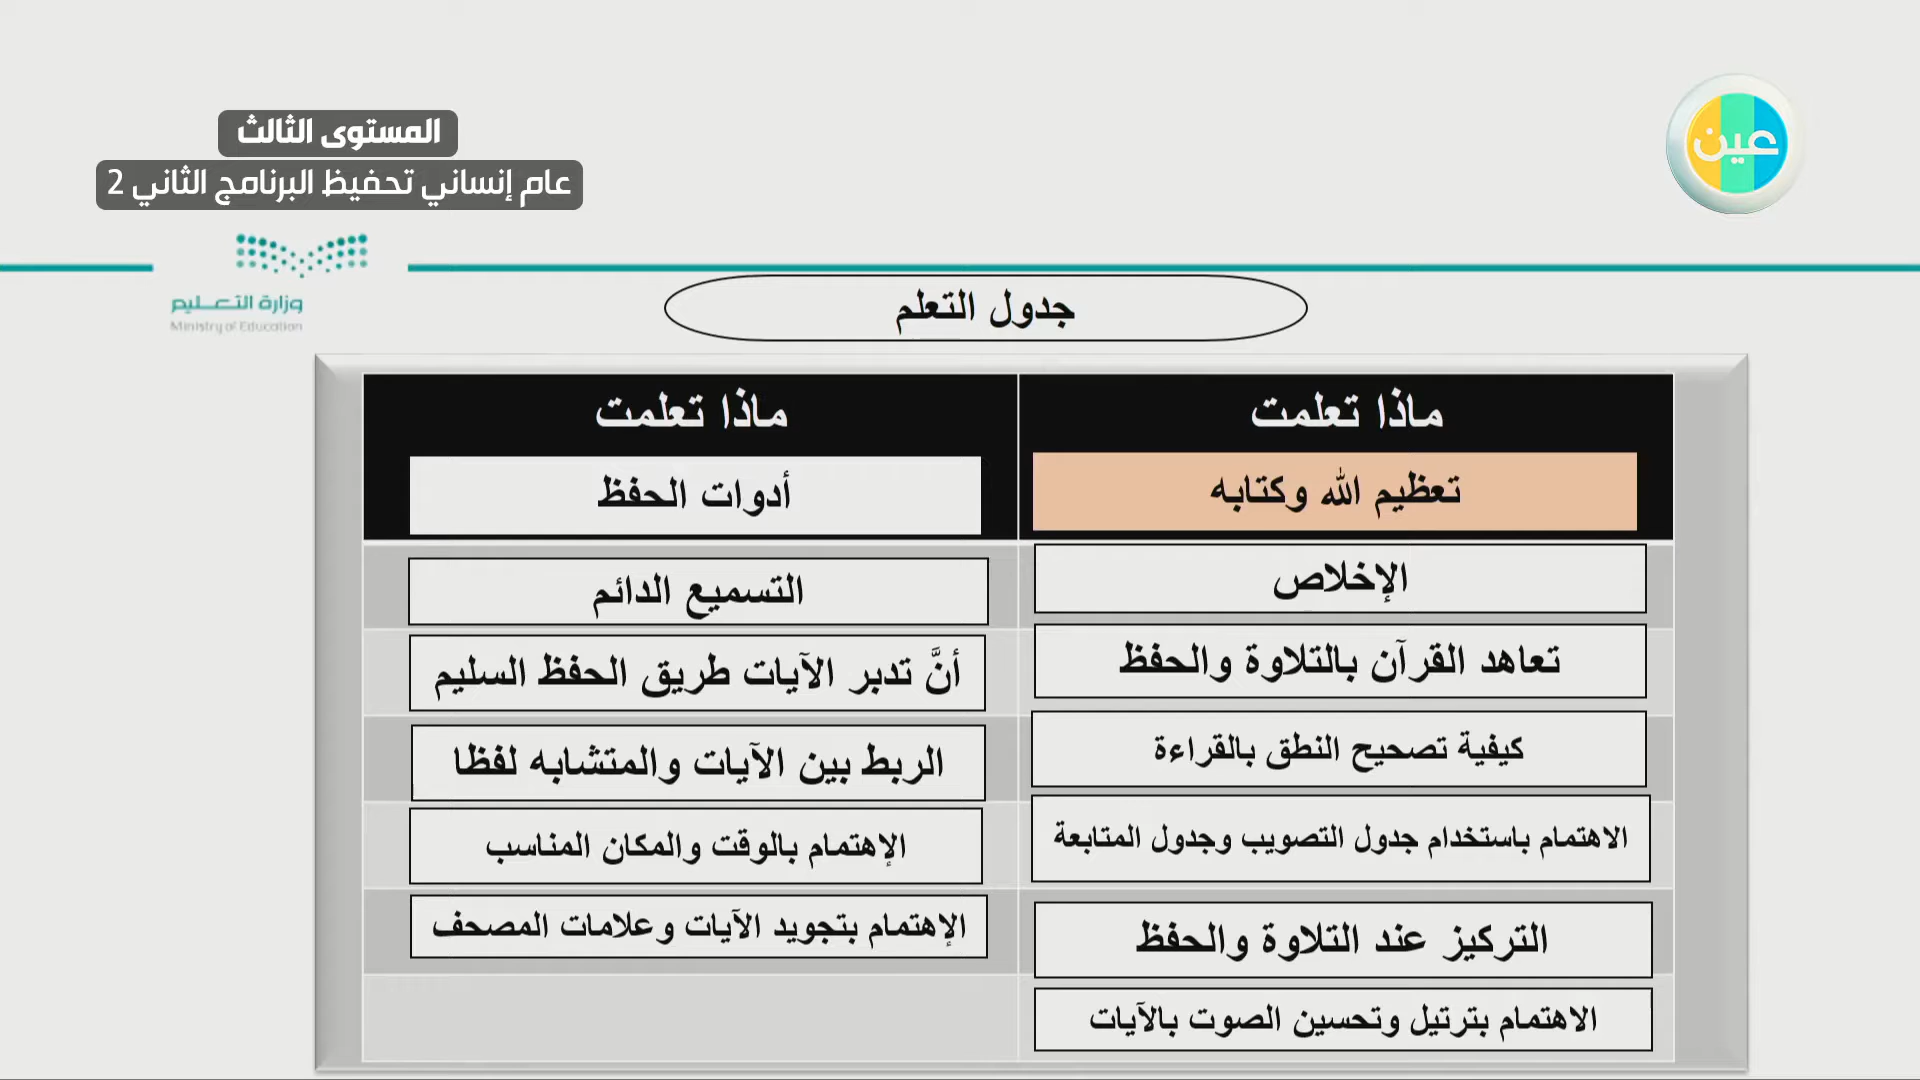 المستوى الثالث
عام إنساني تحفيظ البرنامج الثاني 2
عين
وزارة التعليم
Ministry of Education
جدول التعلم
ماذا تعلمت
ماذا تعلمت
تعظيم الله وكتابه
أدوات الحفظ
الإخلاص
التسميع الدائم
تعاهد القرآن بالتلاوة والحفظ
أنَّ تدبر الآيات طريق الحفظ السليم
كيفية تصحيح النطق بالقراءة
الربط بين الآيات والمتشابه لفظا
الاهتمام باستخدام جدول التصويب وجدول المتابعة
الإهتمام بالوقت والمكان المناسب
التركيز عند التلاوة والحفظ
الإهتمام بتجويد الآيات وعلامات المصحف
الاهتمام بترتيل وتحسين الصوت بالآيات